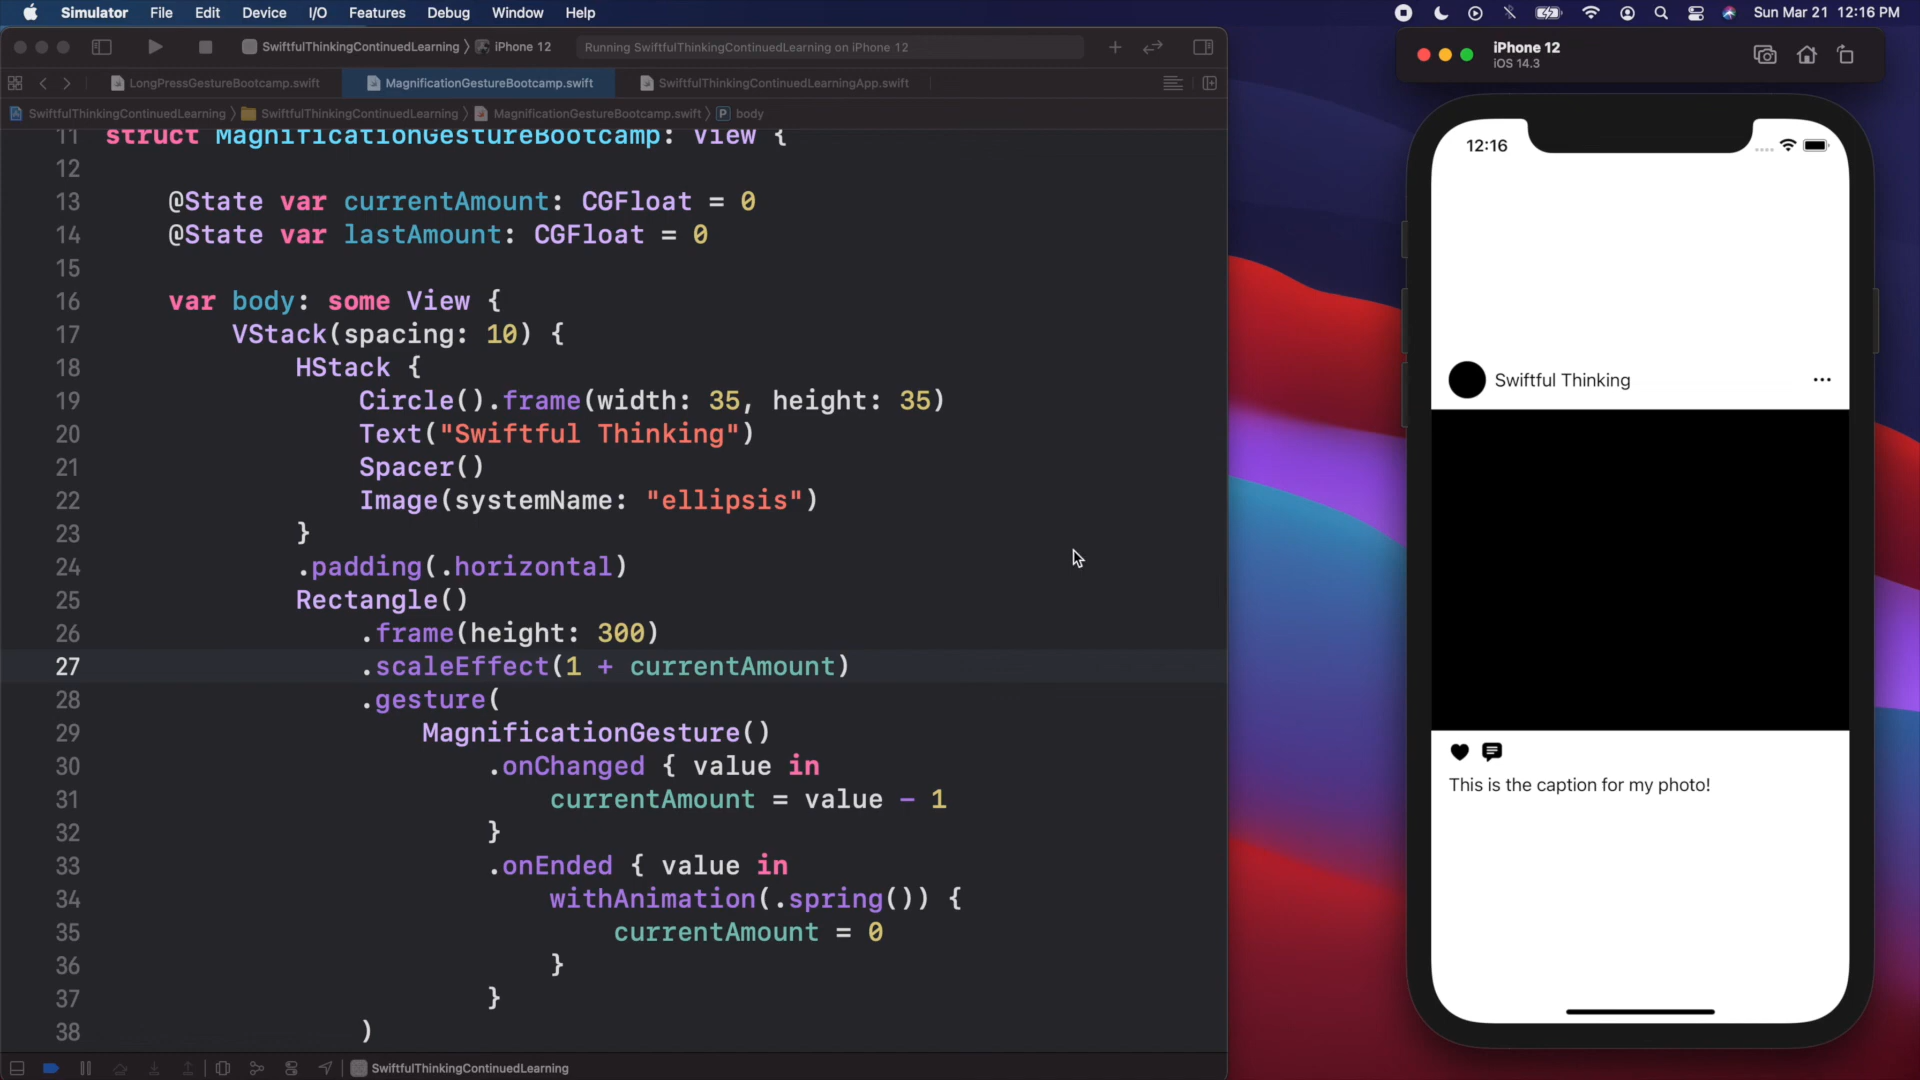 Simulator File Edit Device I/O Features Debug Window Help Sun Mar 21 12:16 PM
SwiftfulThinkingContinuedLearning 〉 iPhone 12 Running SwiftfulThinkingContinuedLearning on iPhone 12
LongPressGestureBootcamp.swift MagnificationGestureBootcamp.swift SwiftfulThinkingContinuedLearningApp.swift
SwiftfulThinkingContinuedLearning 〉 SwiftfulThinkingContinuedLearning 〉 MagnificationGestureBootcamp.swift 〉 P body
11 struct MagnificationGestureBootcamp: View {
12
13 @State var currentAmount: CGFloat = 0
14 @State var lastAmount: CGFloat = 0
15
16 var body: some View {
17 VStack(spacing: 10) {
18 HStack {
19 Circle().frame(width: 35, height: 35)
20 Text("Swiftful Thinking")
21 Spacer()
22 Image(systemName: "ellipsis")
23 }
24 .padding(.horizontal)
25 Rectangle()
26 .frame(height: 300)
27 .scaleEffect(1 + currentAmount)
28 .gesture(
29 MagnificationGesture()
30 .onChanged { value in
31 currentAmount = value - 1
32 }
33 .onEnded { value in
34 withAnimation(.spring()) {
35 currentAmount = 0
36 }
37 }
38 )
SwiftfulThinkingContinuedLearning
iPhone 12
iOS 14.3
12:16
Swiftful Thinking
This is the caption for my photo!